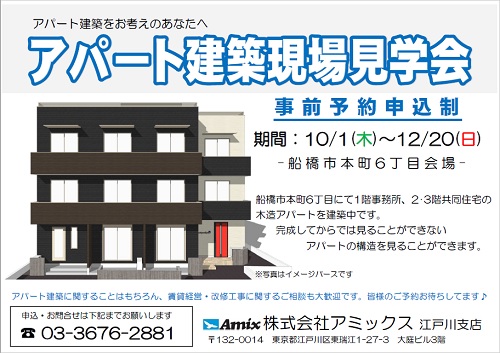 アパート建築をお考えのあなたへ
アパート建築現場見学会
事前予約申込制
期間：10/1(木)～12/20(日)
-船橋市本町6丁目会場-
船橋市本町6丁目にて1階事務所、2・3階共同住宅の
木造アパートを建築中です。
完成してからでは見ることができない
アパートの構造を見ることができます。
※写真はイメージパースです
アパート建築に関することはもちろん、賃貸経営・改修工事に関するご相談も大歓迎です。皆様のご予約お待ちしてます♪
申込・お問合せは下記までお願いします
☎ 03-3676-2881
Amix 株式会社アミックス 江戸川支店
〒132-0014 東京都江戸川区東瑞江1-27-3 大座ビル3階